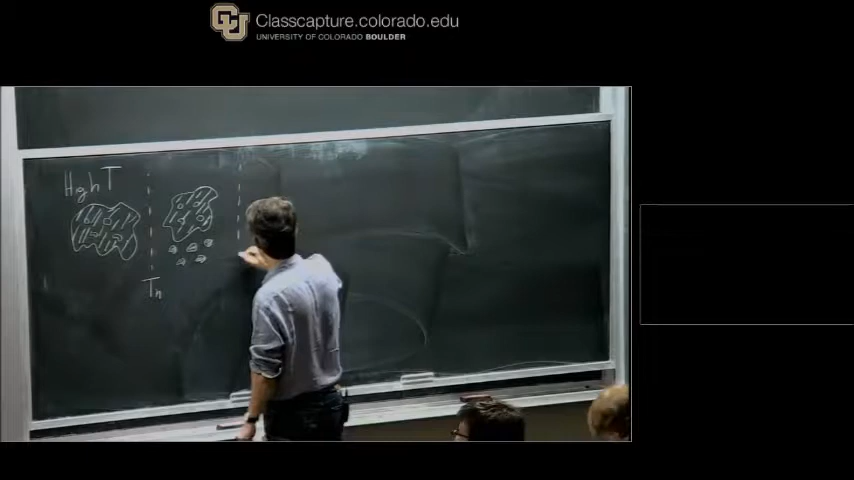 Classcapture.colorado.edu
UNIVERSITY OF COLORADO BOULDER
High T
Tn